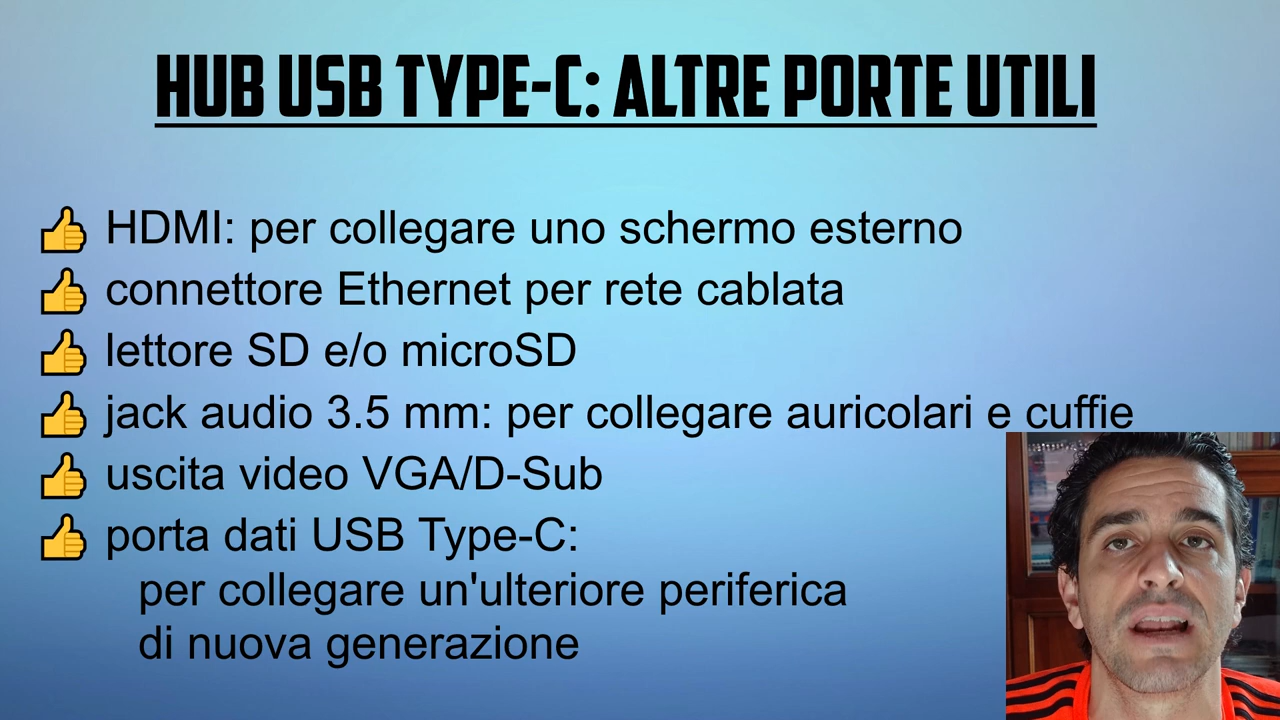 HUB USB TYPE-C: ALTRE PORTE UTILI
HDMI: per collegare uno schermo esterno
connettore Ethernet per rete cablata
lettore SD e/o microSD
jack audio 3.5 mm: per collegare auricolari e cuffie
uscita video VGA/D-Sub
porta dati USB Type-C:
per collegare un'ulteriore periferica
di nuova generazione